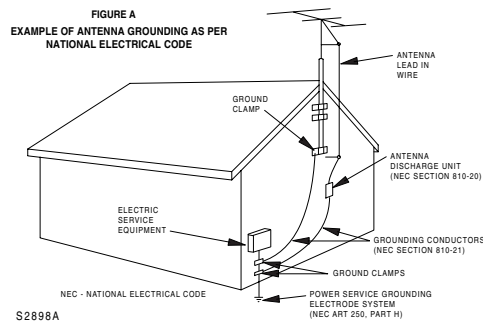 FIGURE A
EXAMPLE OF ANTENNA GROUNDING AS PER
NATIONAL ELECTRICAL CODE
ANTENNA
LEAD IN
WIRE
GROUND
CLAMP
ANTENNA
DISCHARGE UNIT
(NEC SECTION 810-20)
ELECTRIC
SERVICE
EQUIPMENT
GROUNDING CONDUCTORS
(NEC SECTION 810-21)
GROUND CLAMPS
NEC - NATIONAL ELECTRICAL CODE
POWER SERVICE GROUNDING
ELECTRODE SYSTEM
(NEC ART 250, PART H)
S2898A